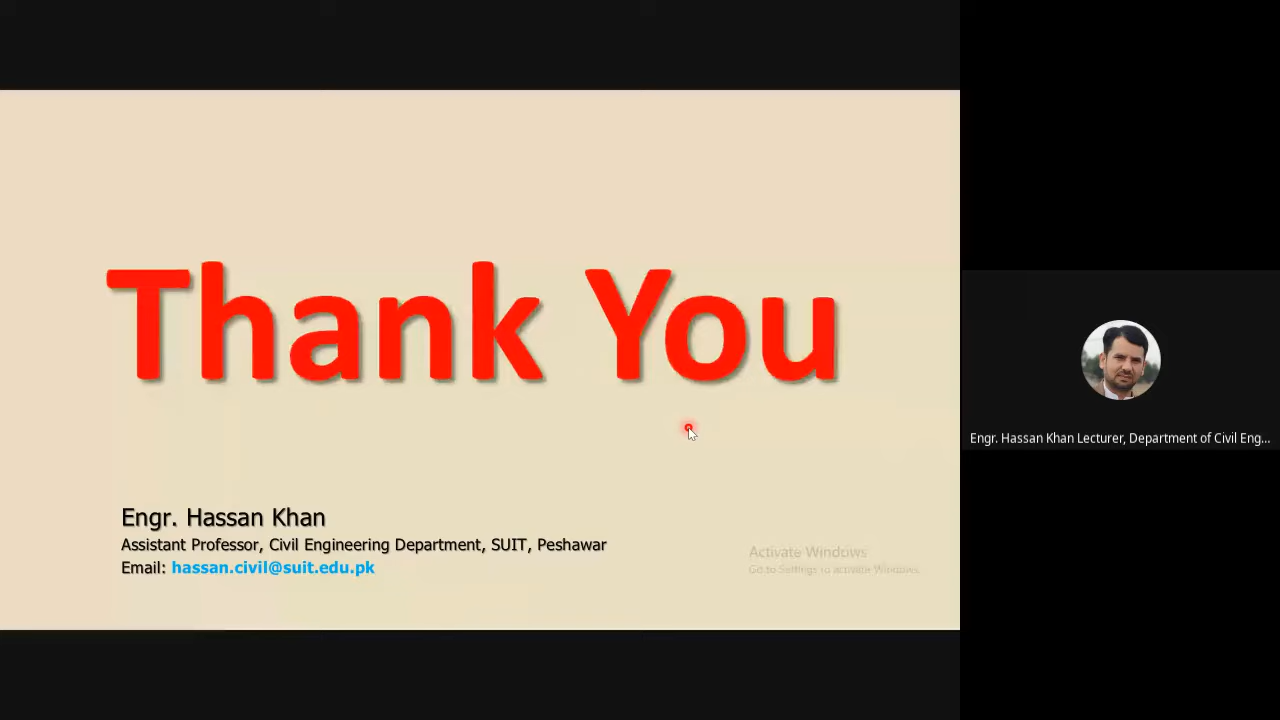 Thank You
Engr. Hassan Khan
Assistant Professor, Civil Engineering Department, SUIT, Peshawar
Email: hassan.civil@suit.edu.pk
Activate Windows
Go to Settings to activate Windows.
Engr. Hassan Khan Lecturer, Department of Civil Eng...